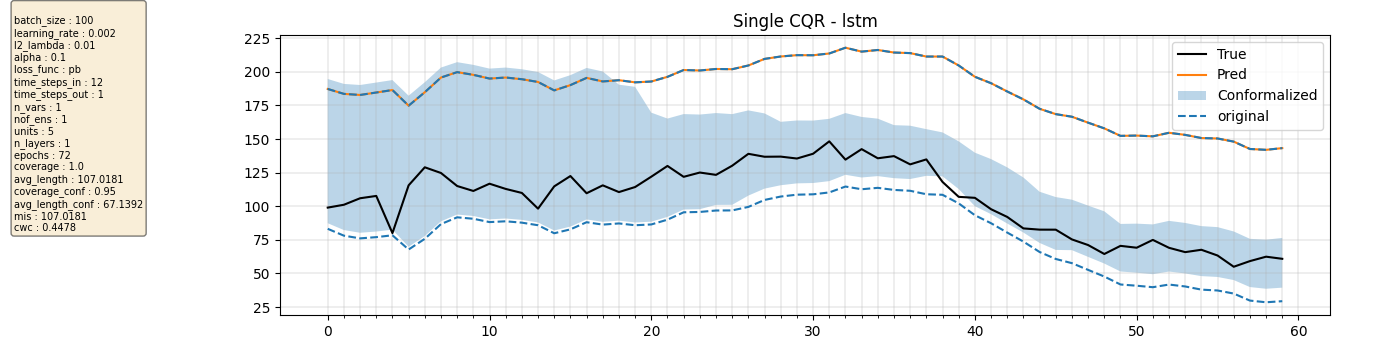 batch_size : 100
learning_rate : 0.002
l2_lambda : 0.01
alpha : 0.1
loss_func : pb
time_steps_in : 12
time_steps_out : 1
n_vars : 1
nof_ens : 1
units : 5
n_layers : 1
epochs : 72
coverage : 1.0
avg_length : 107.0181
coverage_conf : 0.95
avg_length_conf : 67.1392
mis : 107.0181
cwc : 0.4478
Single CQR - lstm
225
200
175
150
125
100
75
50
25
0 10 20 30 40 50 60
True
Pred
Conformalized
original